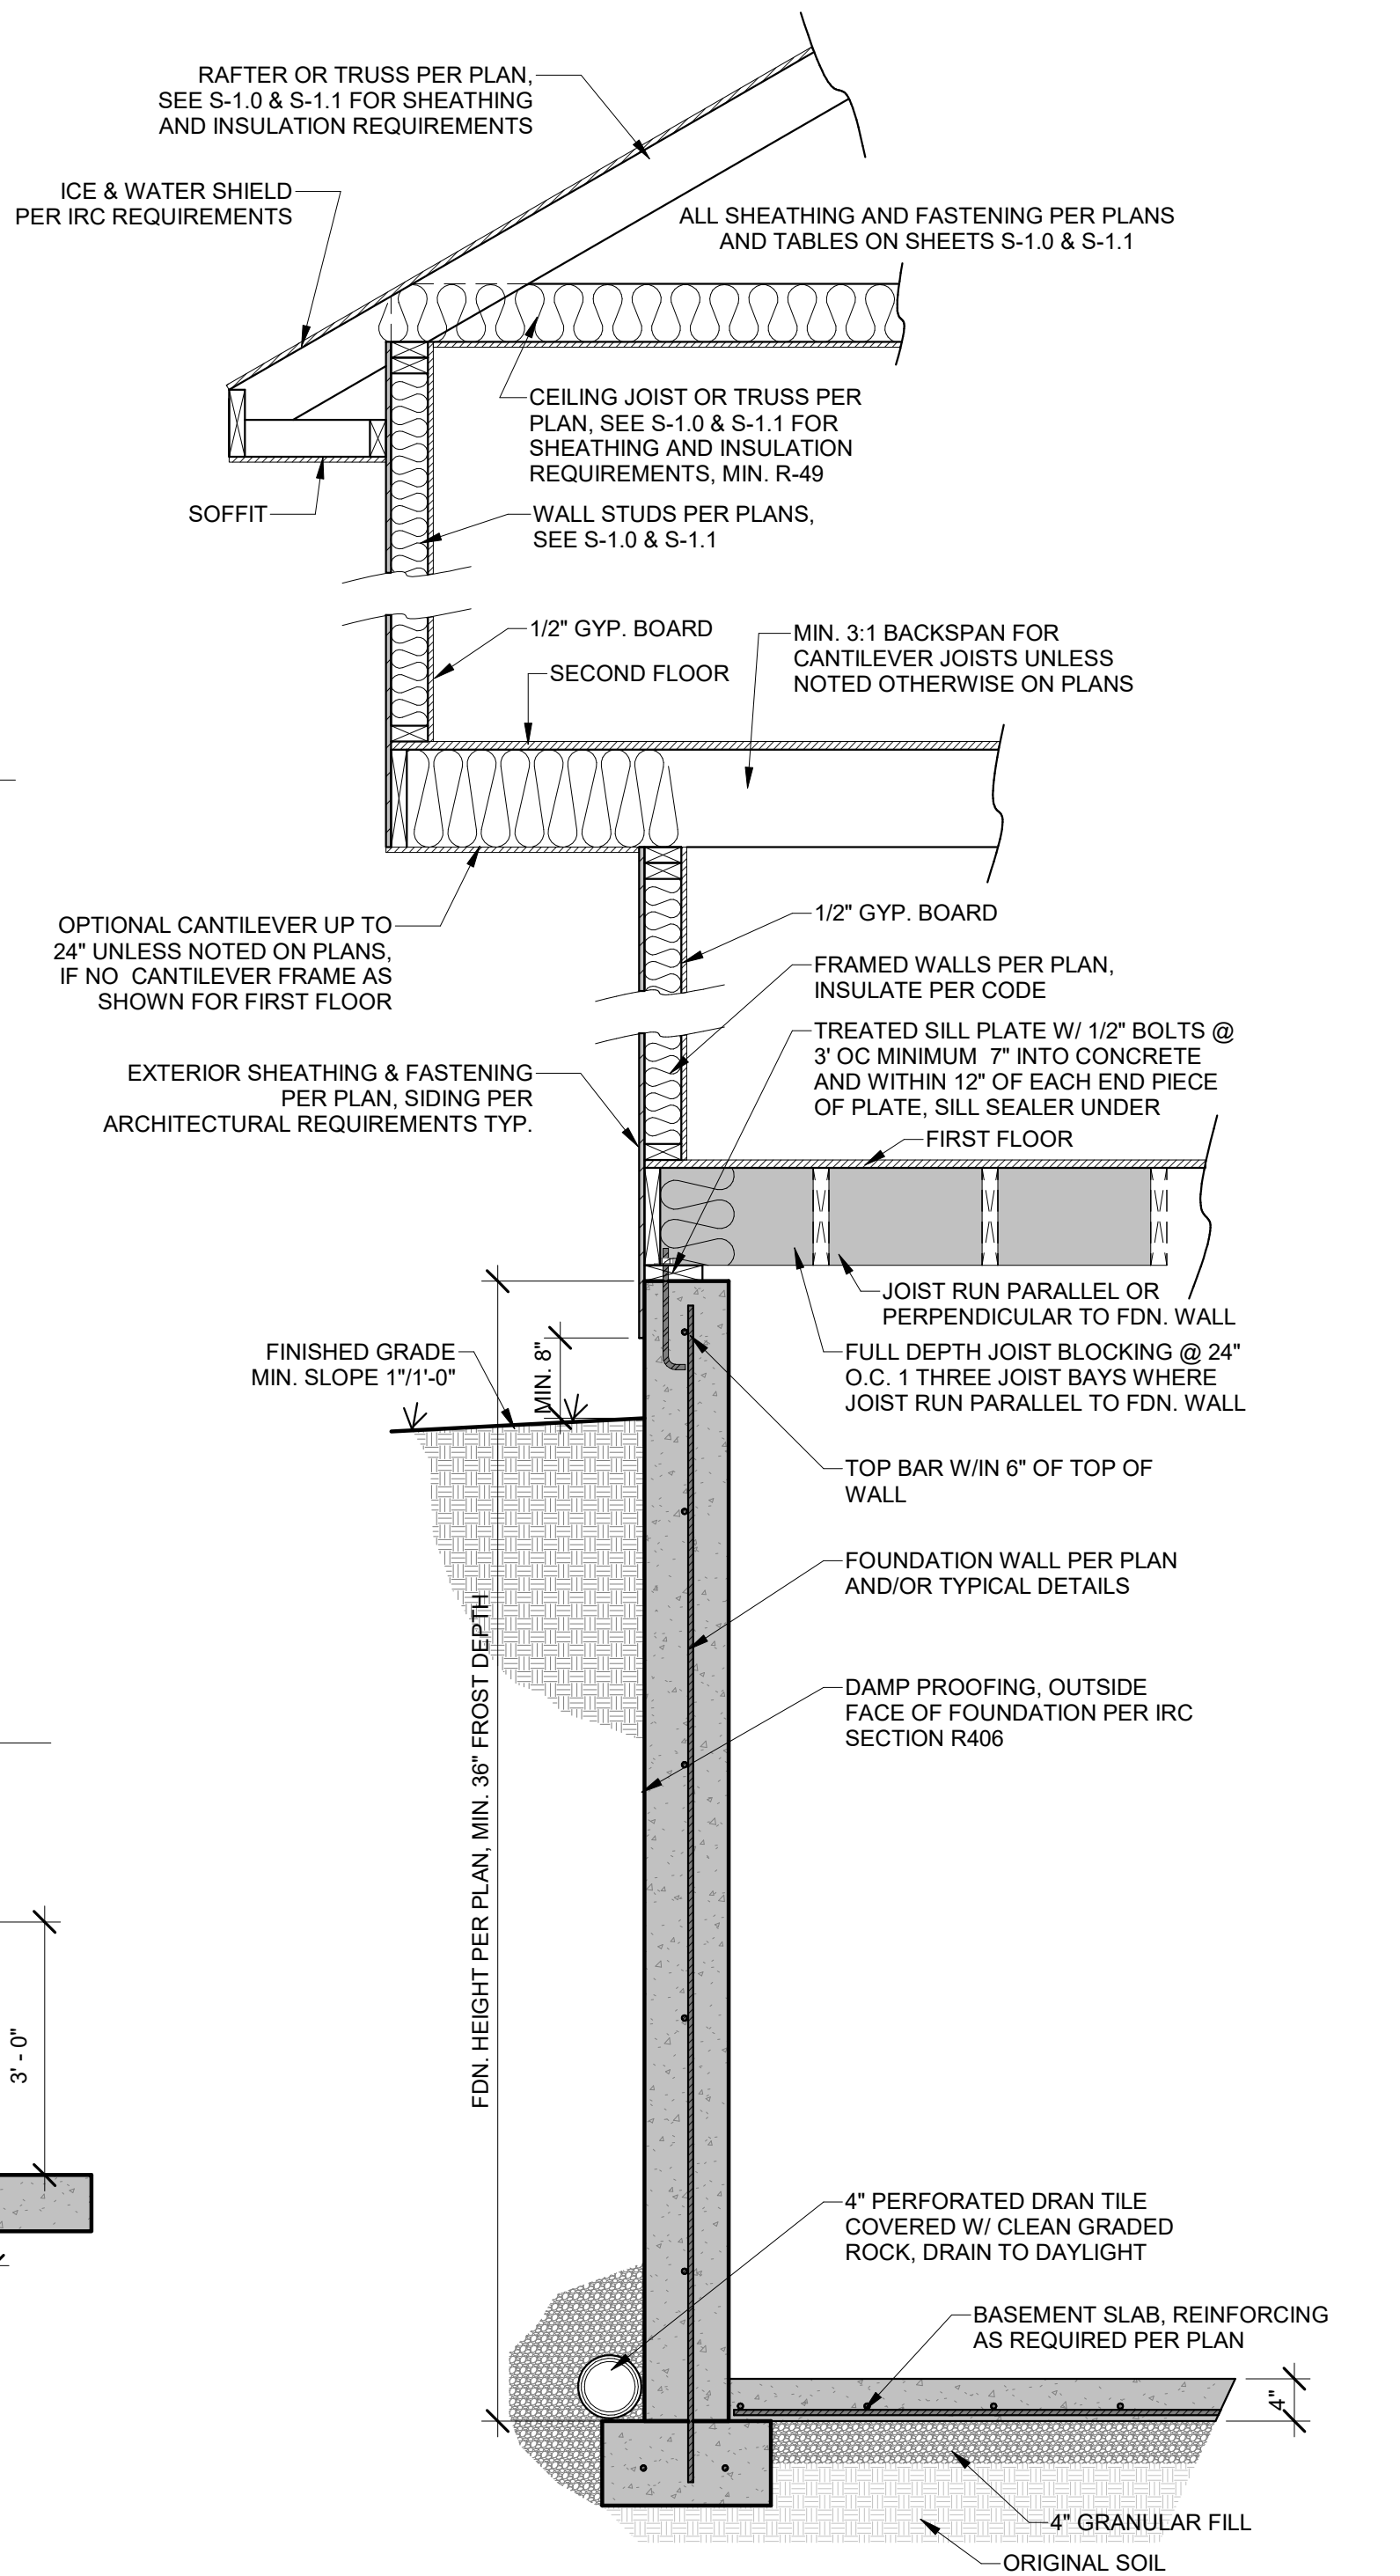 RAFTER OR TRUSS PER PLAN,
SEE S-1.0 & S-1.1 FOR SHEATHING
AND INSULATION REQUIREMENTS
ICE & WATER SHIELD
PER IRC REQUIREMENTS
ALL SHEATHING AND FASTENING PER PLANS
AND TABLES ON SHEETS S-1.0 & S-1.1
CEILING JOIST OR TRUSS PER
PLAN, SEE S-1.0 & S-1.1 FOR
SHEATHING AND INSULATION
REQUIREMENTS, MIN. R-49
SOFFIT
WALL STUDS PER PLANS,
SEE S-1.0 & S-1.1
1/2" GYP. BOARD
SECOND FLOOR
MIN. 3:1 BACKSPAN FOR
CANTILEVER JOISTS UNLESS
NOTED OTHERWISE ON PLANS
OPTIONAL CANTILEVER UP TO
24" UNLESS NOTED ON PLANS,
IF NO CANTILEVER FRAME AS
SHOWN FOR FIRST FLOOR
1/2" GYP. BOARD
FRAMED WALLS PER PLAN,
INSULATE PER CODE
TREATED SILL PLATE W/ 1/2" BOLTS @
3' OC MINIMUM 7" INTO CONCRETE
AND WITHIN 12" OF EACH END PIECE
OF PLATE, SILL SEALER UNDER
EXTERIOR SHEATHING & FASTENING
PER PLAN, SIDING PER
ARCHITECTURAL REQUIREMENTS TYP.
FIRST FLOOR
JOIST RUN PARALLEL OR
PERPENDICULAR TO FDN. WALL
FINISHED GRADE
MIN. SLOPE 1"/1'-0"
MIN. 8"
FULL DEPTH JOIST BLOCKING @ 24"
O.C. 1 THREE JOIST BAYS WHERE
JOIST RUN PARALLEL TO FDN. WALL
TOP BAR W/IN 6" OF TOP OF
WALL
FOUNDATION WALL PER PLAN
AND/OR TYPICAL DETAILS
FDN. HEIGHT PER PLAN, MIN. 36" FROST DEPTH
DAMP PROOFING, OUTSIDE
FACE OF FOUNDATION PER IRC
SECTION R406
3' - 0"
4" PERFORATED DRAN TILE
COVERED W/ CLEAN GRADED
ROCK, DRAIN TO DAYLIGHT
BASEMENT SLAB, REINFORCING
AS REQUIRED PER PLAN
4"
4" GRANULAR FILL
ORIGINAL SOIL